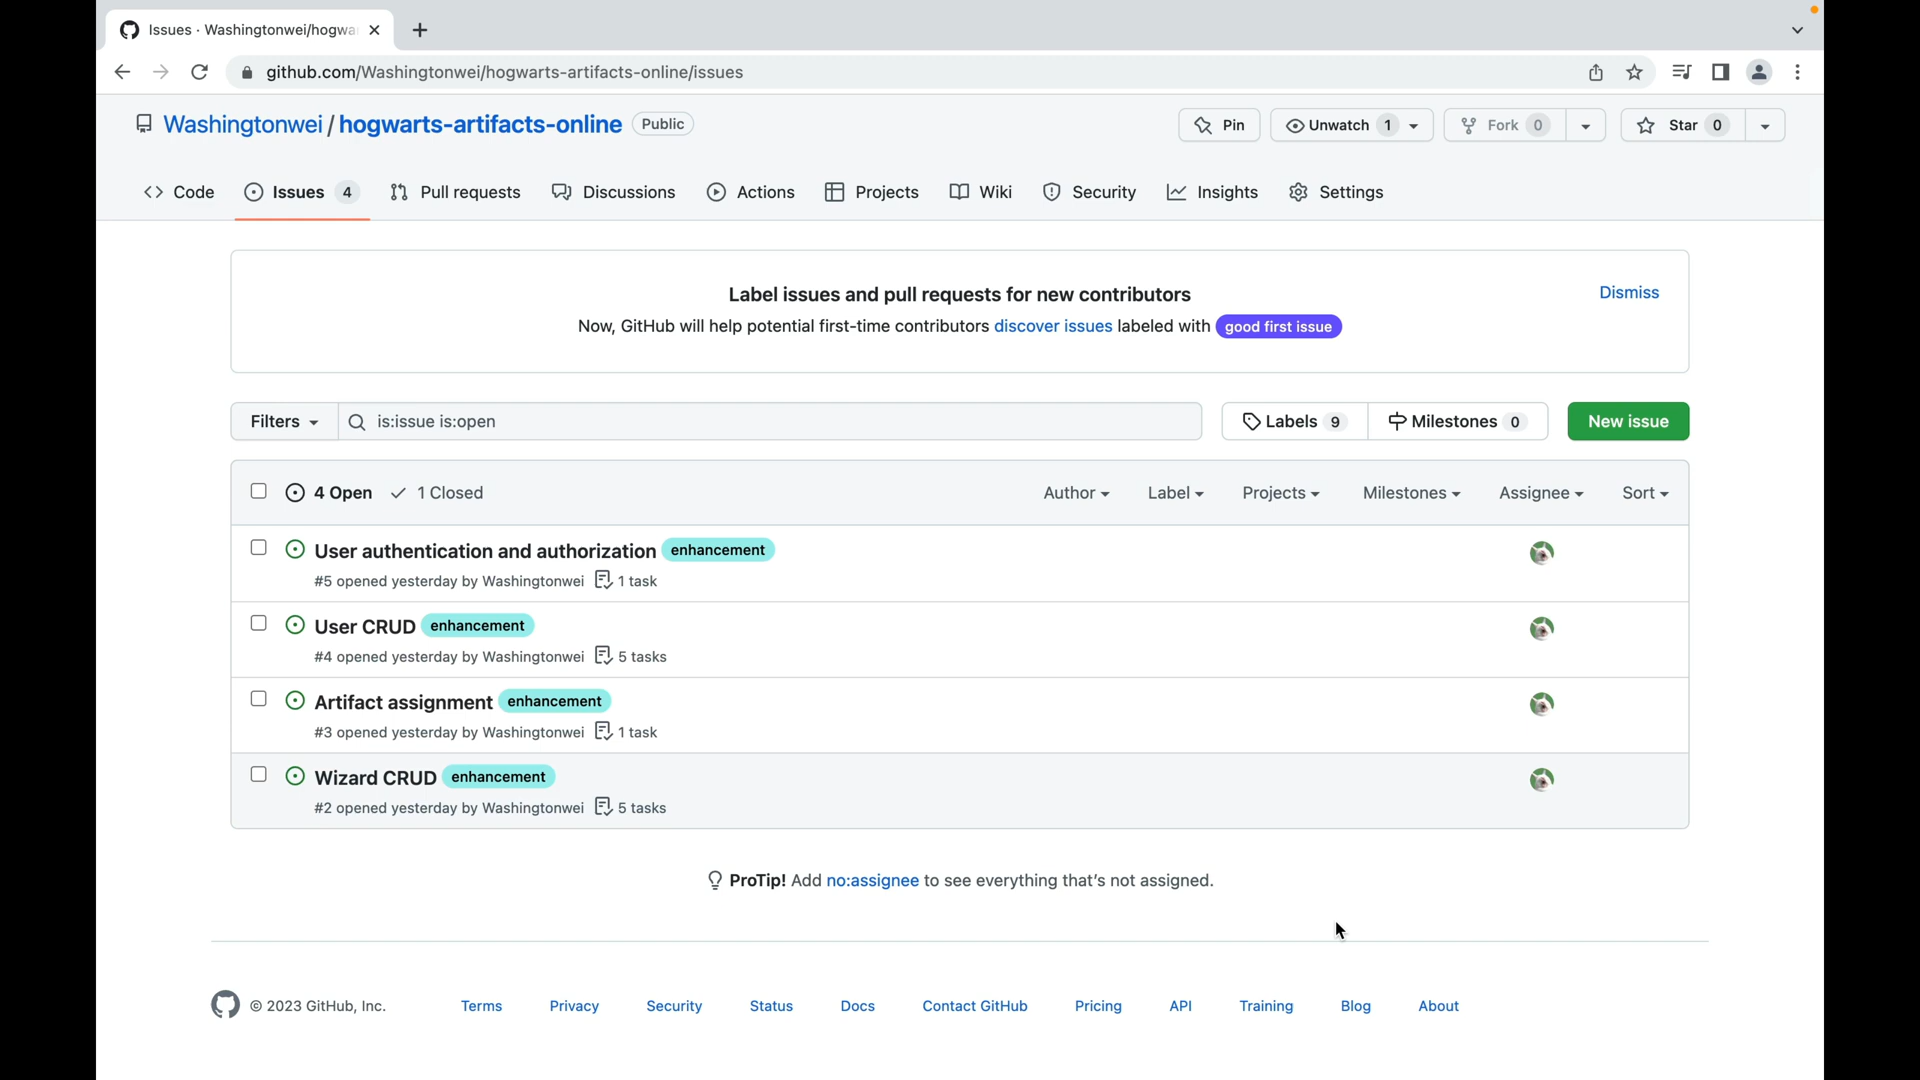 Issues · Washingtonwei/hogwa
github.com/Washingtonwei/hogwarts-artifacts-online/issues
Washingtonwei / hogwarts-artifacts-online Public
Pin Unwatch 1 Fork 0 Star 0
Code Issues 4 Pull requests Discussions Actions Projects Wiki Security Insights Settings
Label issues and pull requests for new contributors
Dismiss
Now, GitHub will help potential first-time contributors discover issues labeled with good first issue
Filters is:issue is:open Labels 9 Milestones 0 New issue
4 Open 1 Closed Author Label Projects Milestones Assignee Sort
User authentication and authorization enhancement
#5 opened yesterday by Washingtonwei 1 task
User CRUD enhancement
#4 opened yesterday by Washingtonwei 5 tasks
Artifact assignment enhancement
#3 opened yesterday by Washingtonwei 1 task
Wizard CRUD enhancement
#2 opened yesterday by Washingtonwei 5 tasks
ProTip! Add no:assignee to see everything that's not assigned.
© 2023 GitHub, Inc. Terms Privacy Security Status Docs Contact GitHub Pricing API Training Blog About